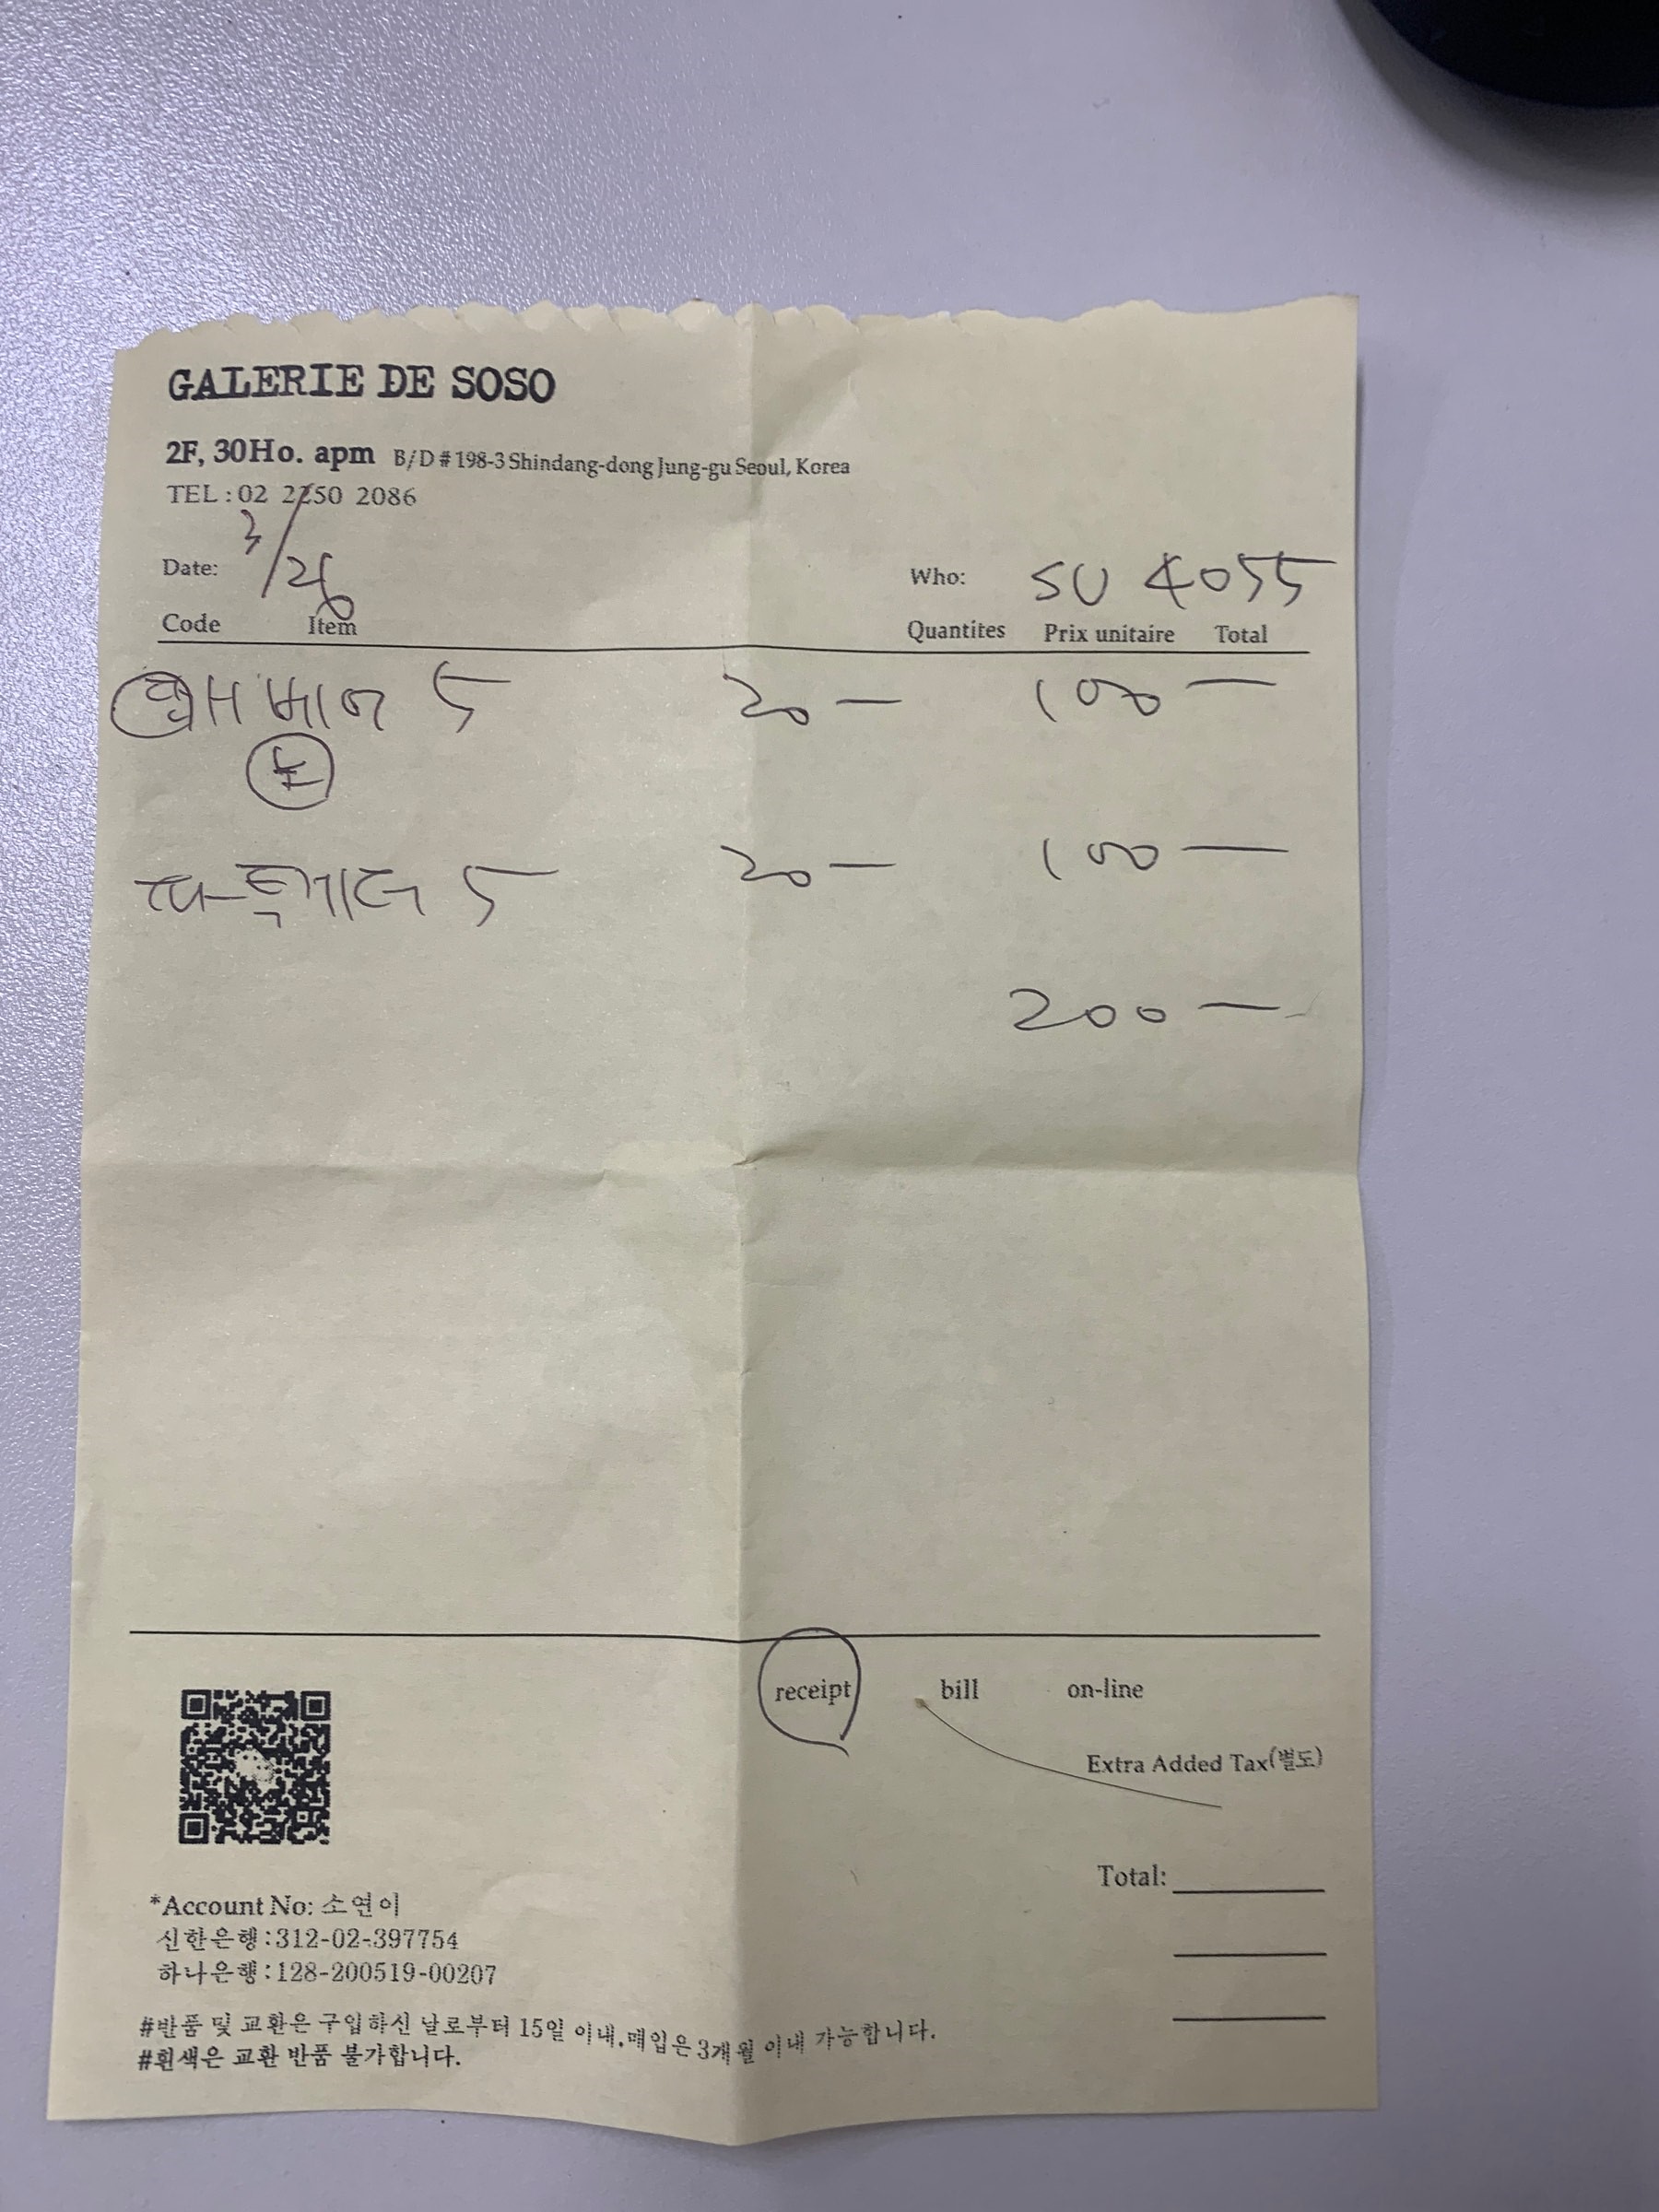 GALERIE DE SOSO
2F, 30Ho. apm B/D # 198-3 Shindang-dong Jung-gu Seoul, Korea
TEL : 02 2250 2086
Date: 3/26 Who: SU 4055
Code Item Quantites Prix unitaire Total
5 20 — 100 —
5 20 — 100 —
200 —
receipt bill on-line
Extra Added Tax(별도)
Total:
*Account No: 소연이
신한은행:312-02-397754
하나은행:128-200519-00207
#반품 및 교환은 구입하신 날로부터 15일 이내.매입은 3개월 이내 가능합니다.
#흰색은 교환 반품 불가합니다.